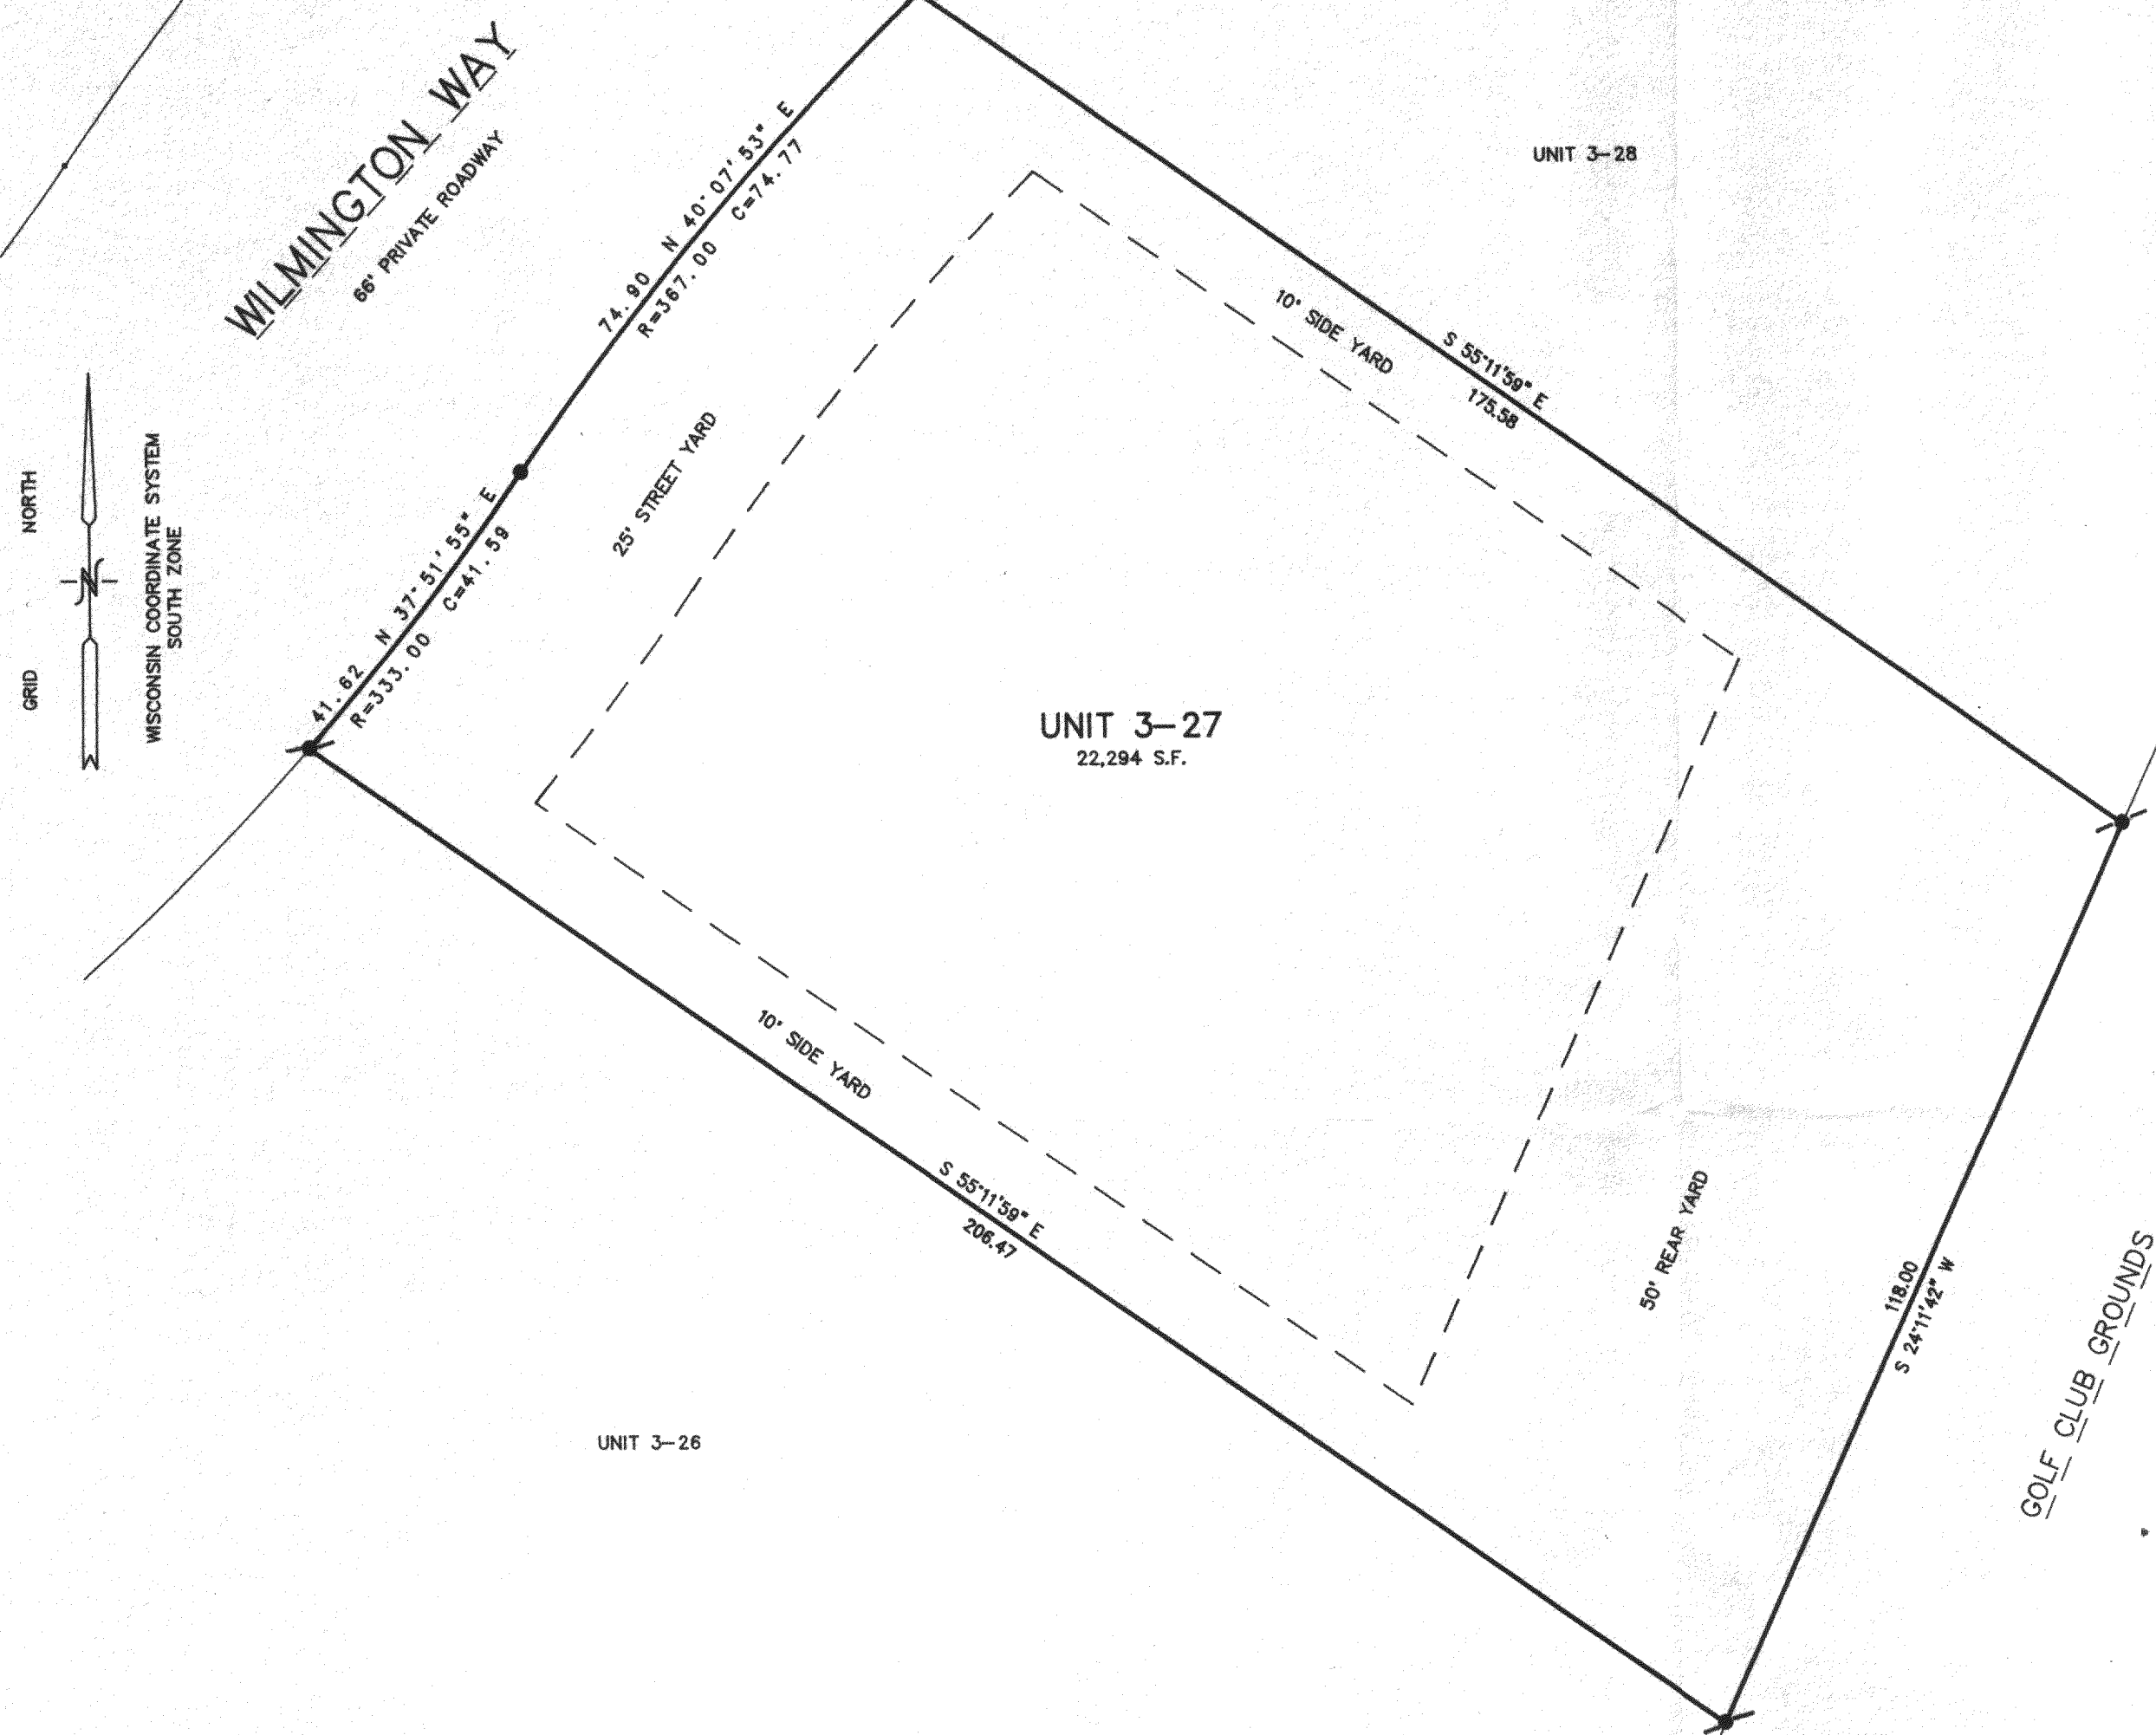 WILMINGTON WAY
66' PRIVATE ROADWAY
74.90 N 40°07'53" E
R=367.00 C=74.77
UNIT 3-28
10' SIDE YARD
S 55°11'59" E
175.58
25' STREET YARD
41.62 N 37°51'55" E
R=333.00 C=41.59
GRID NORTH
N
WISCONSIN COORDINATE SYSTEM
SOUTH ZONE
UNIT 3-27
22,294 S.F.
10' SIDE YARD
S 55°11'59" E
206.47
50' REAR YARD
118.00
S 24°11'42" W
GOLF CLUB GROUNDS
UNIT 3-26